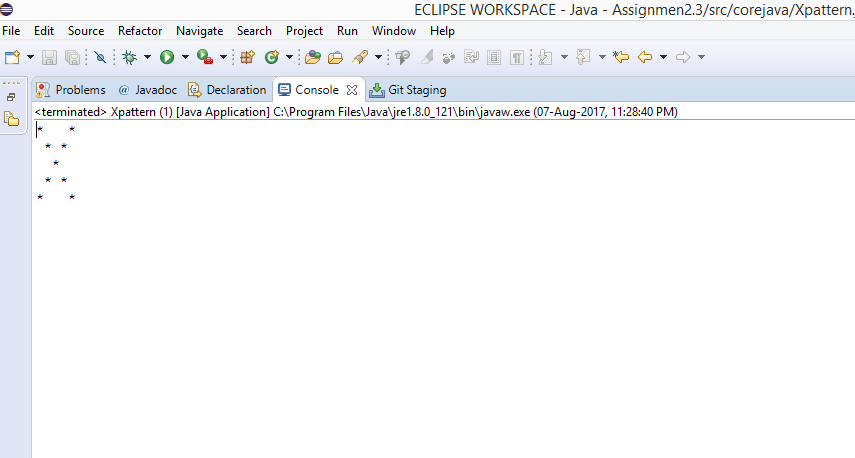 ECLIPSE WORKSPACE - Java - Assignmen2.3/src/corejava/Xpattern.
File Edit Source Refactor Navigate Search Project Run Window Help
Problems @ Javadoc Declaration Console Git Staging
<terminated> Xpattern (1) [Java Application] C:\Program Files\Java\jre1.8.0_121\bin\javaw.exe (07-Aug-2017, 11:28:40 PM)
*   *
 * *
  *
 * *
*   *